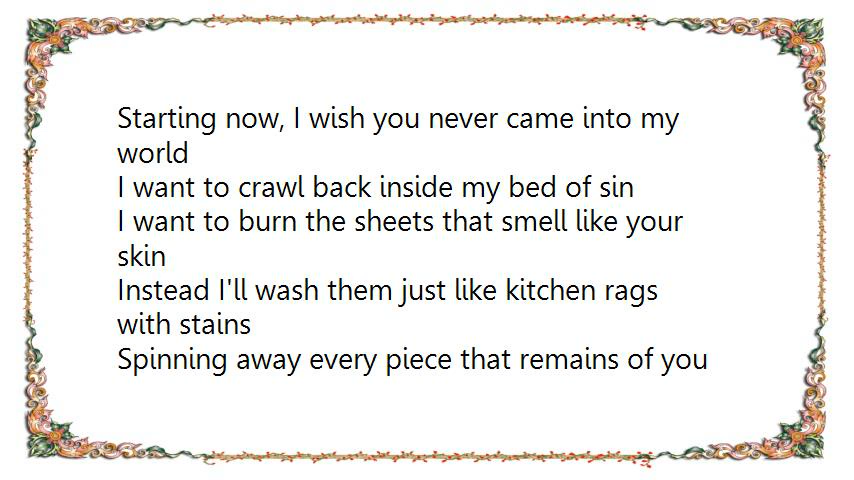 Starting now, I wish you never came into my
world
I want to crawl back inside my bed of sin
I want to burn the sheets that smell like your
skin
Instead I'll wash them just like kitchen rags
with stains
Spinning away every piece that remains of you